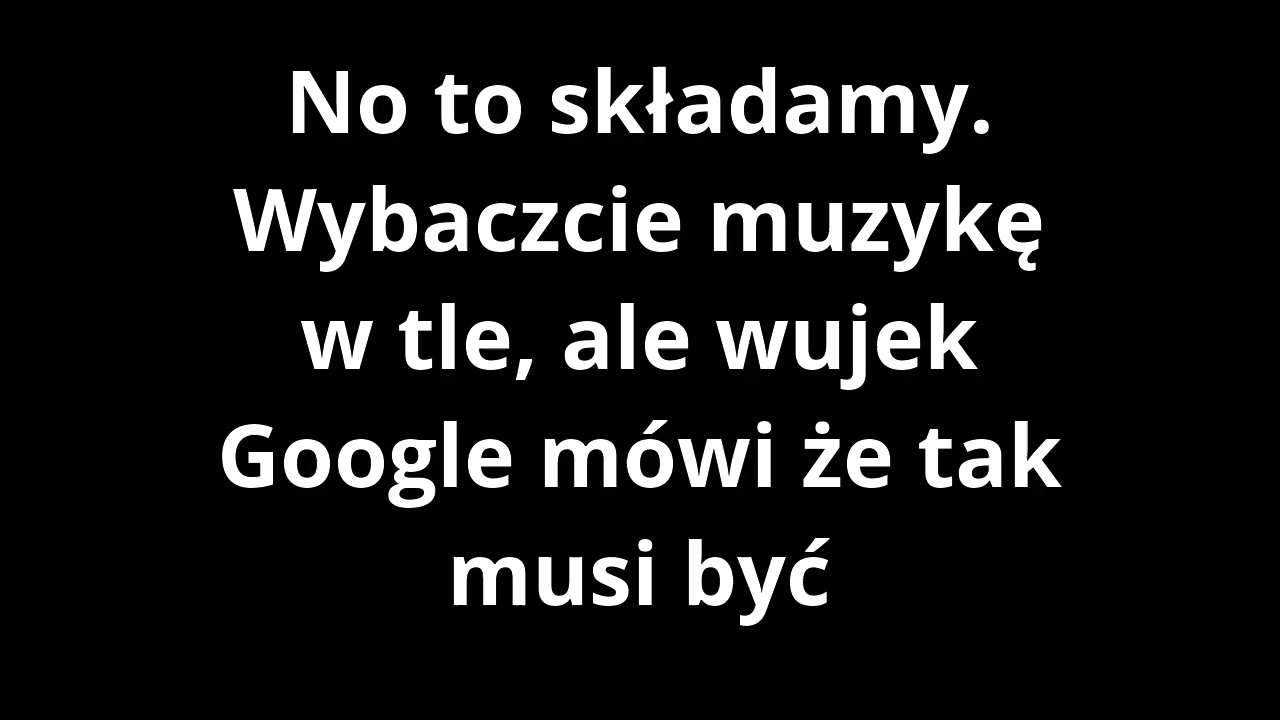 No to składamy.
Wybaczcie muzykę
w tle, ale wujek
Google mówi że tak
musi być